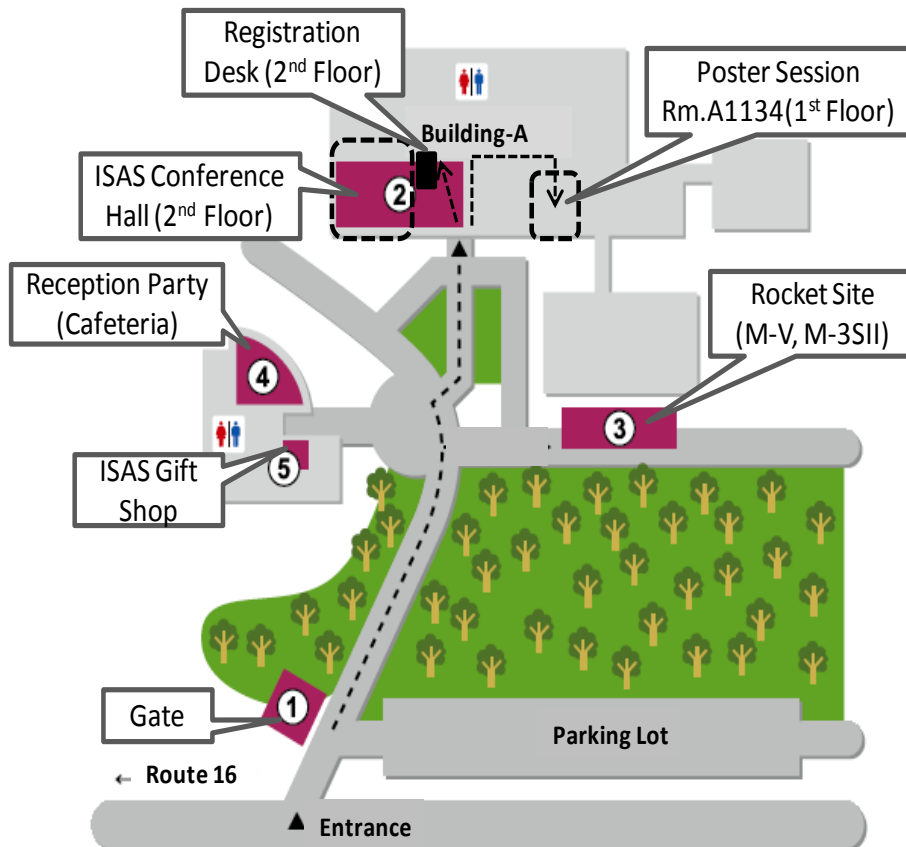 Registration
Desk (2nd Floor)
Poster Session
Rm.A1134(1st Floor)
Building-A
ISAS Conference
Hall (2nd Floor)
2
Reception Party
(Cafeteria)
Rocket Site
(M-V, M-3SII)
4
3
ISAS Gift
Shop
5
Gate
1
Parking Lot
← Route 16
Entrance